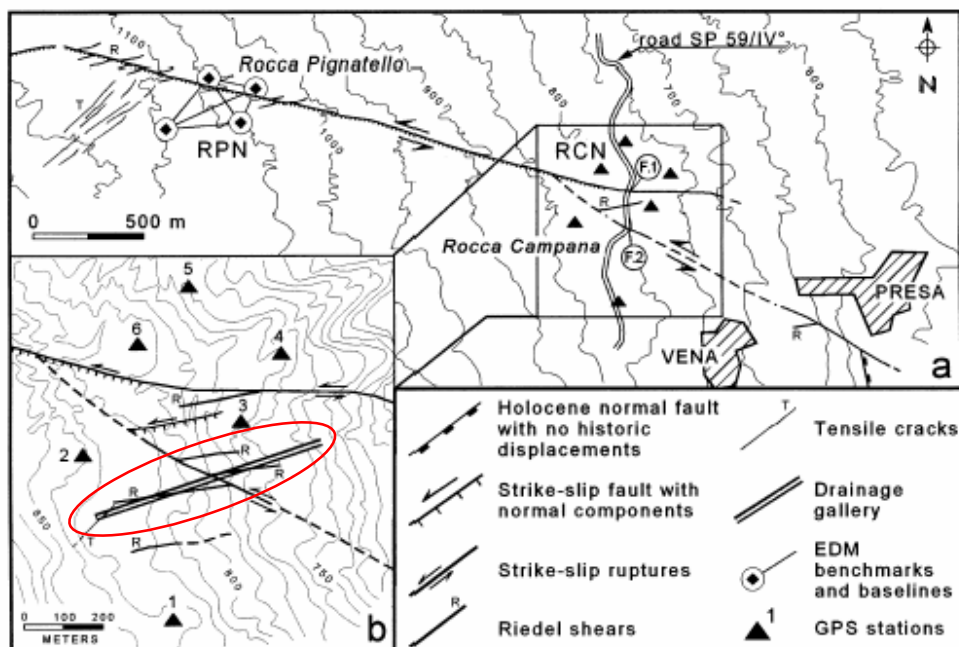 1100
R
Rocca Pignatello
road SP 59/IV°
800
N
T
RPN
1000
900
800
700
RCN
F.1
R
0 500 m
Rocca Campana
F.2
PRESA
R
VENA
a
5
6
4
3
2
R
R
R
850
T
R
800
750
1
0 100 200
METERS
b
Holocene normal fault
with no historic
displacements
Strike-slip fault with
normal components
Strike-slip ruptures
R
Riedel shears
T
Tensile cracks
Drainage
gallery
EDM
benchmarks
and baselines
1
GPS stations